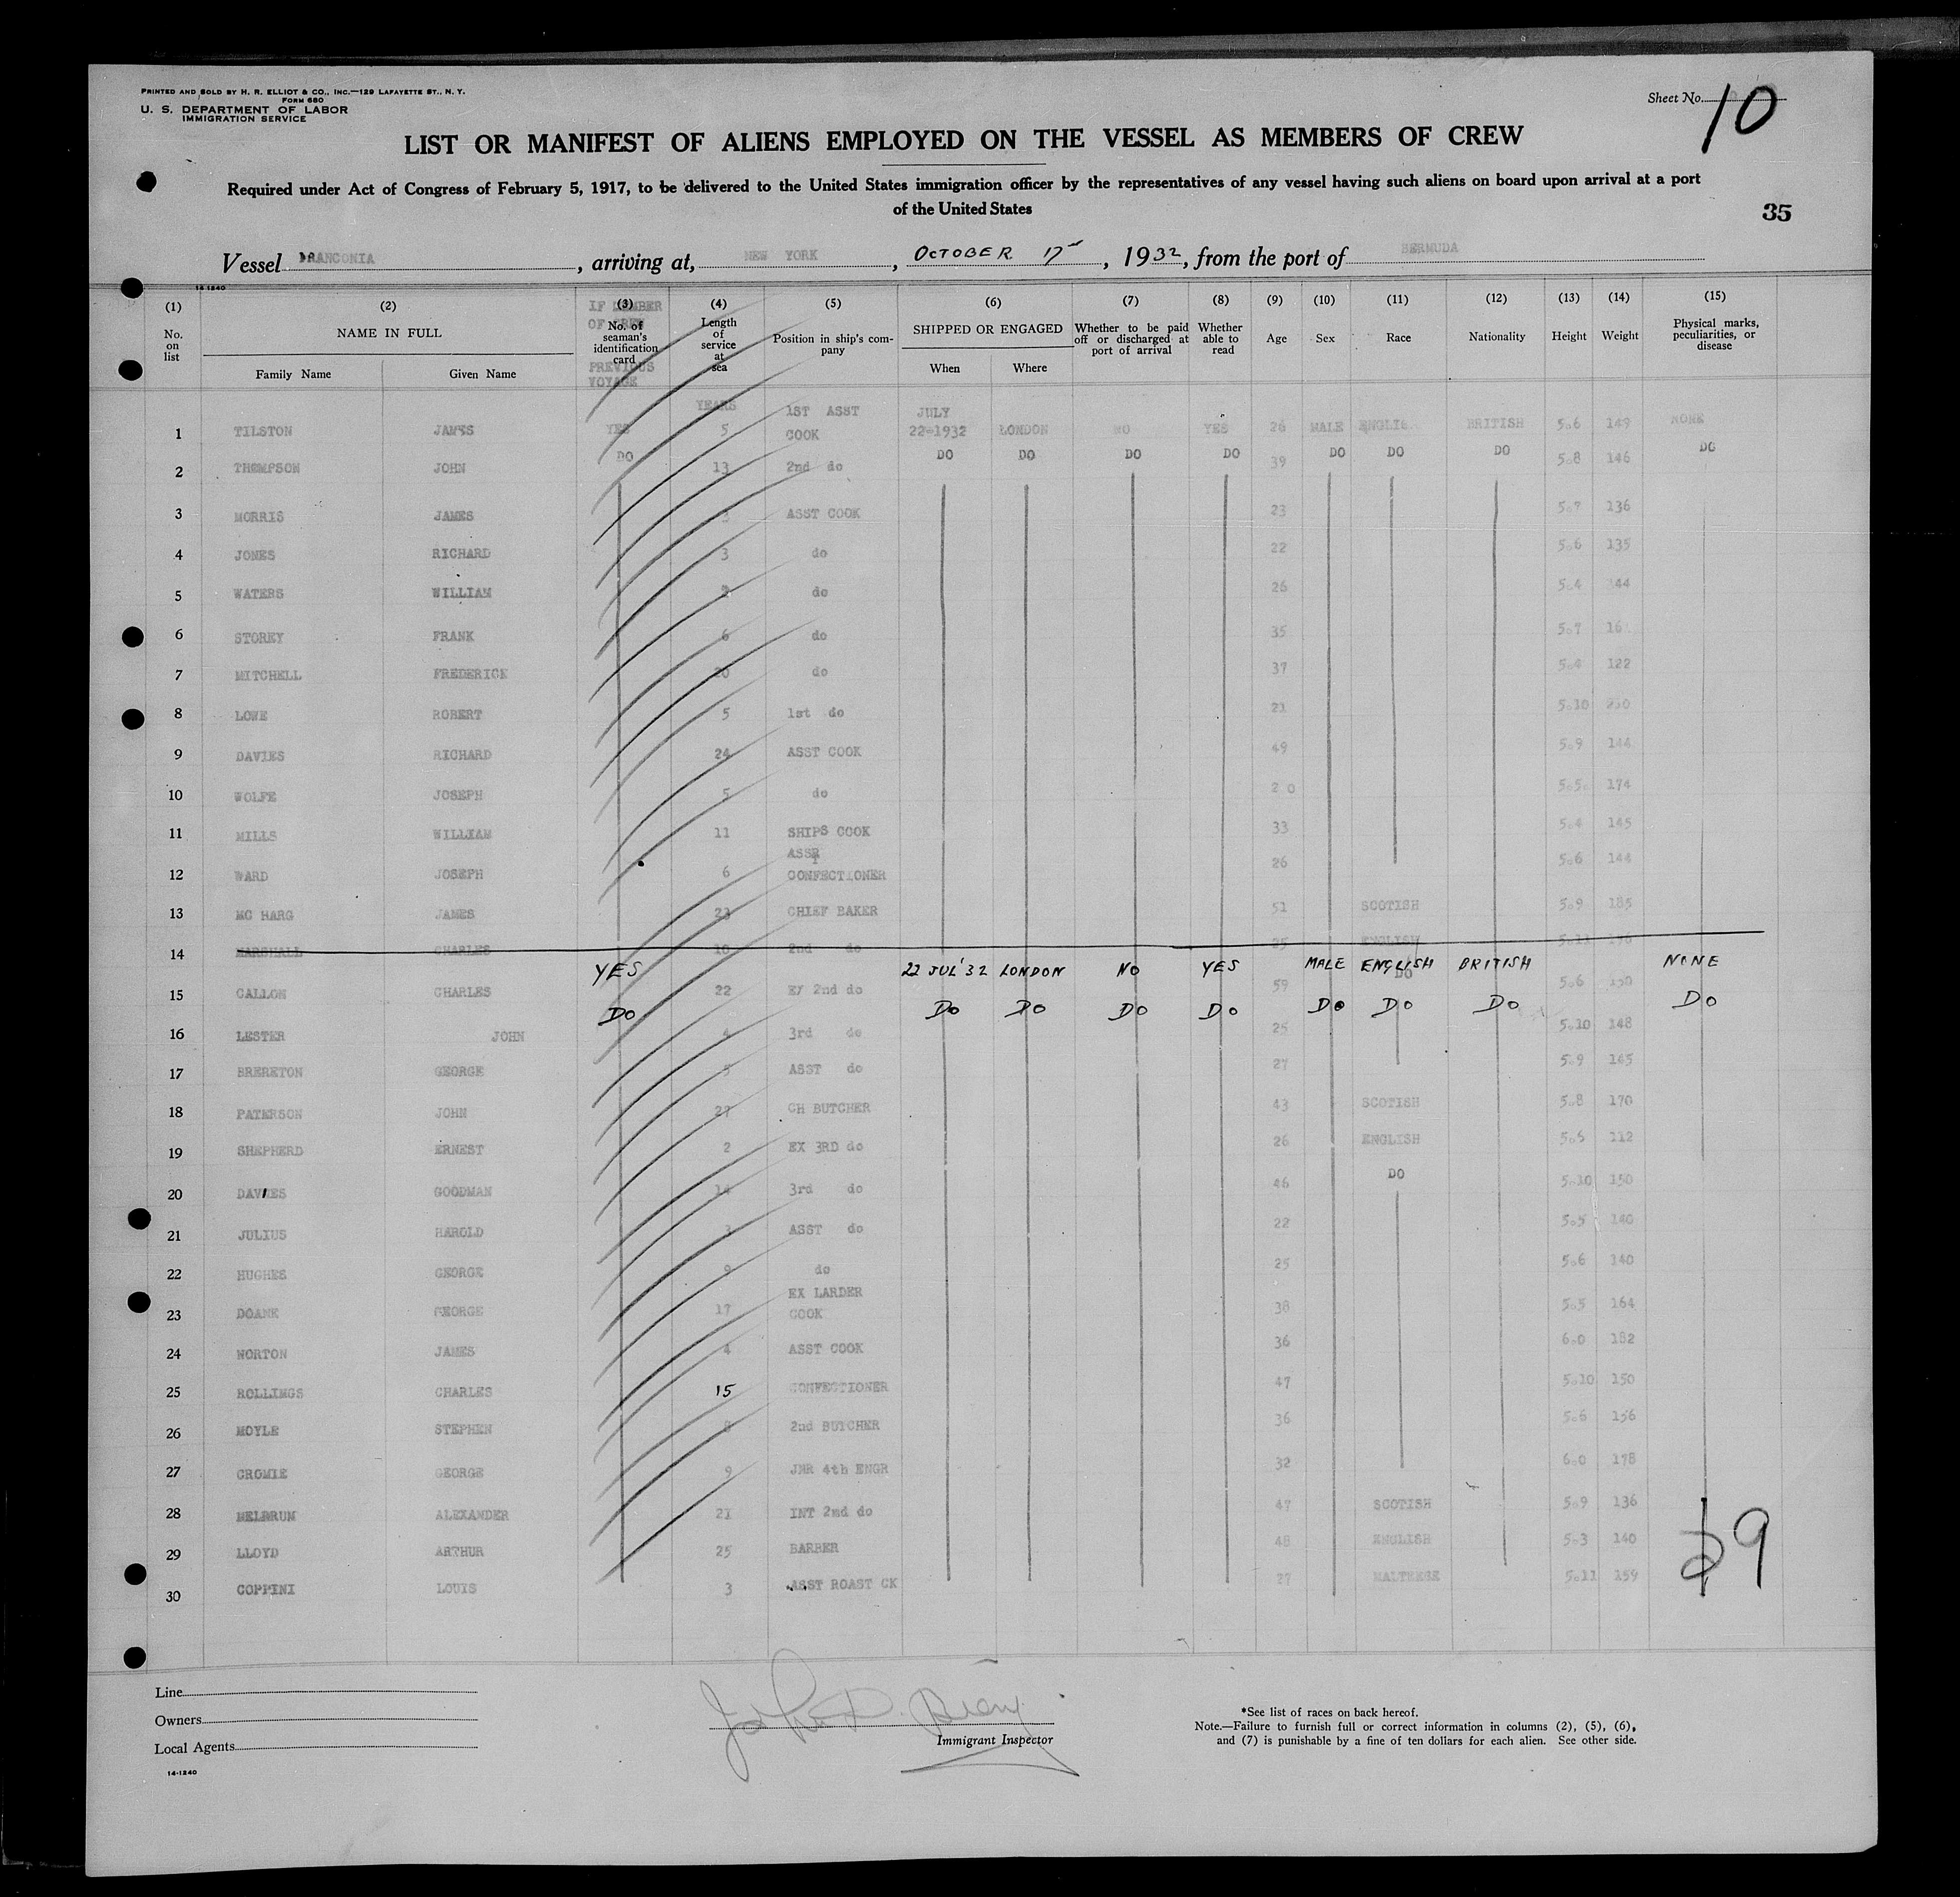 PRINTED AND SOLD BY H. R. ELLIOT & CO., INC.—129 LAFAYETTE ST., N. Y.
FORM 680
U. S. DEPARTMENT OF LABOR
IMMIGRATION SERVICE
Sheet No. 10
LIST OR MANIFEST OF ALIENS EMPLOYED ON THE VESSEL AS MEMBERS OF CREW
Required under Act of Congress of February 5, 1917, to be delivered to the United States immigration officer by the representatives of any vessel having such aliens on board upon arrival at a port
of the United States
35
Vessel FRANCONIA, arriving at, NEW YORK, OCTOBER 17, 1932, from the port of BERMUDA
14-1240
(1) (2) (3) (4) (5) (6) (7) (8) (9) (10) (11) (12) (13) (14) (15)
No. on list NAME IN FULL Family Name Given Name IF MEMBER OF CREW PREVIOUS VOYAGE No. of seaman's identification card Length of service at sea Position in ship's company SHIPPED OR ENGAGED When Where Whether to be paid off or discharged at port of arrival Whether able to read Age Sex Race Nationality Height Weight Physical marks, peculiarities, or disease
1 TILSTON JAMES YES YEARS 5 1ST ASST COOK JULY 22-1932 LONDON NO YES 26 MALE ENGLIS BRITISH 5.6 149 NONE
2 THOMPSON JOHN DO 13 2nd do DO DO DO DO 39 DO DO DO 5.8 146 DO
3 MORRIS JAMES ASST COOK 23 5.7 136
4 JONES RICHARD 3 do 22 5.6 135
5 WATERS WILLIAM do 26 5.4 144
6 STOREY FRANK 6 do 35 5.7
7 MITCHELL FREDERICK 20 do 37 5.4 122
8 LOWE ROBERT 5 1st do 21 5.10
9 DAVIES RICHARD 24 ASST COOK 49 5.9 144
10 WOLFE JOSEPH 5 do 20 5.5 174
11 MILLS WILLIAM 11 SHIPS COOK 33 5.4 145
12 WARD JOSEPH 6 ASST CONFECTIONER 26 5.6 144
13 MC HARG JAMES 23 CHIEF BAKER 51 SCOTISH 5.9 185
14 MARSHALL CHARLES 2nd do ENGLISH
YES 22 JUL'32 LONDON NO YES MALE ENGLISH BRITISH NONE
15 GALLON CHARLES 22 EX 2nd do 59 DO 5.6
DO DO DO DO DO DO DO DO DO
16 LESTER JOHN 4 3rd do 25 5.10 148
17 BRERETON GEORGE 5 ASST do 27 5.9 165
18 PATERSON JOHN 27 CH BUTCHER 43 SCOTISH 5.8 170
19 SHEPHERD ERNEST 2 EX 3RD do 26 ENGLISH 5.5 112
20 DAVIES GOODMAN 14 3rd do 46 DO 5.10 150
21 JULIUS HAROLD 3 ASST do 22 5.5 140
22 HUGHES GEORGE 9 do 25 5.6 140
23 DOANE GEORGE 17 EX LARDER COOK 38 5.5 164
24 NORTON JAMES 4 ASST COOK 36 6.0 182
25 ROLLINGS CHARLES 15 CONFECTIONER 47 5.10 150
26 MOYLE STEPHEN 2nd BUTCHER 36 5.6 156
27 CROMIE GEORGE 9 JNR 4th ENGR 32 6.0 178
28 MELDRUM ALEXANDER 21 INT 2nd do 47 SCOTISH 5.9 136
29 LLOYD ARTHUR 25 BARBER 48 ENGLISH 5.3 140
30 COPPINI LOUIS 3 ASST ROAST CK 27 MALTESE 5.11 159
29
Line
Owners
Local Agents
14-1240
Immigrant Inspector
*See list of races on back hereof.
Note.—Failure to furnish full or correct information in columns (2), (5), (6),
and (7) is punishable by a fine of ten dollars for each alien. See other side.